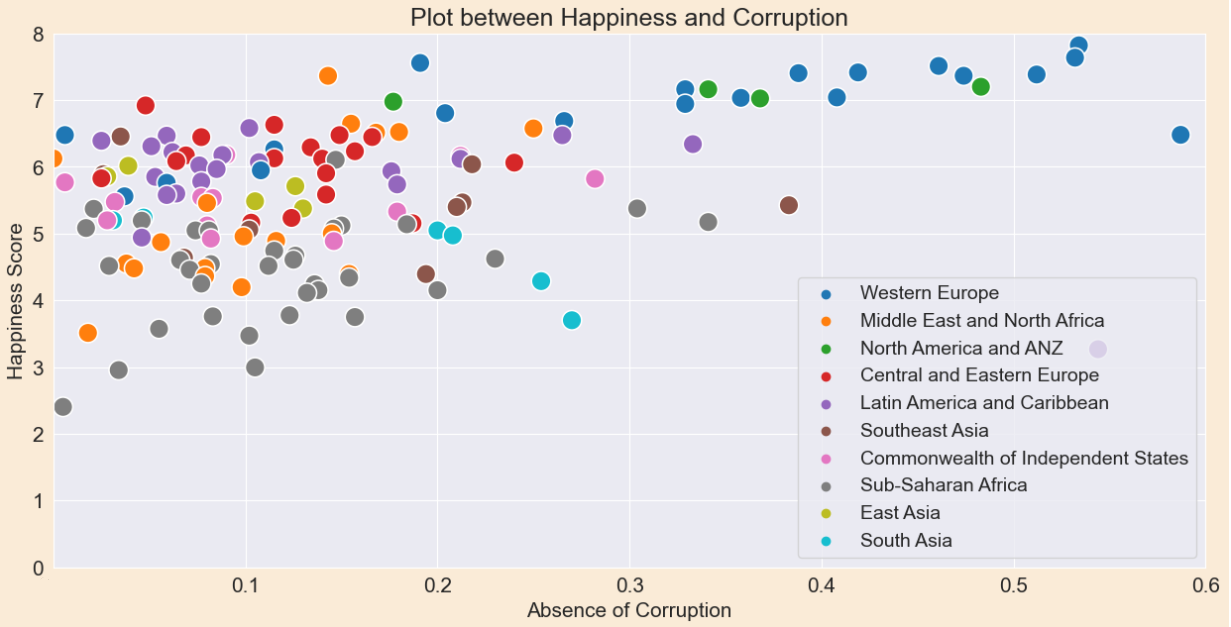 Plot between Happiness and Corruption
8
7
6
5
4
3
2
1
0
Happiness Score
0.1 0.2 0.3 0.4 0.5 0.6
Absence of Corruption
Western Europe
Middle East and North Africa
North America and ANZ
Central and Eastern Europe
Latin America and Caribbean
Southeast Asia
Commonwealth of Independent States
Sub-Saharan Africa
East Asia
South Asia